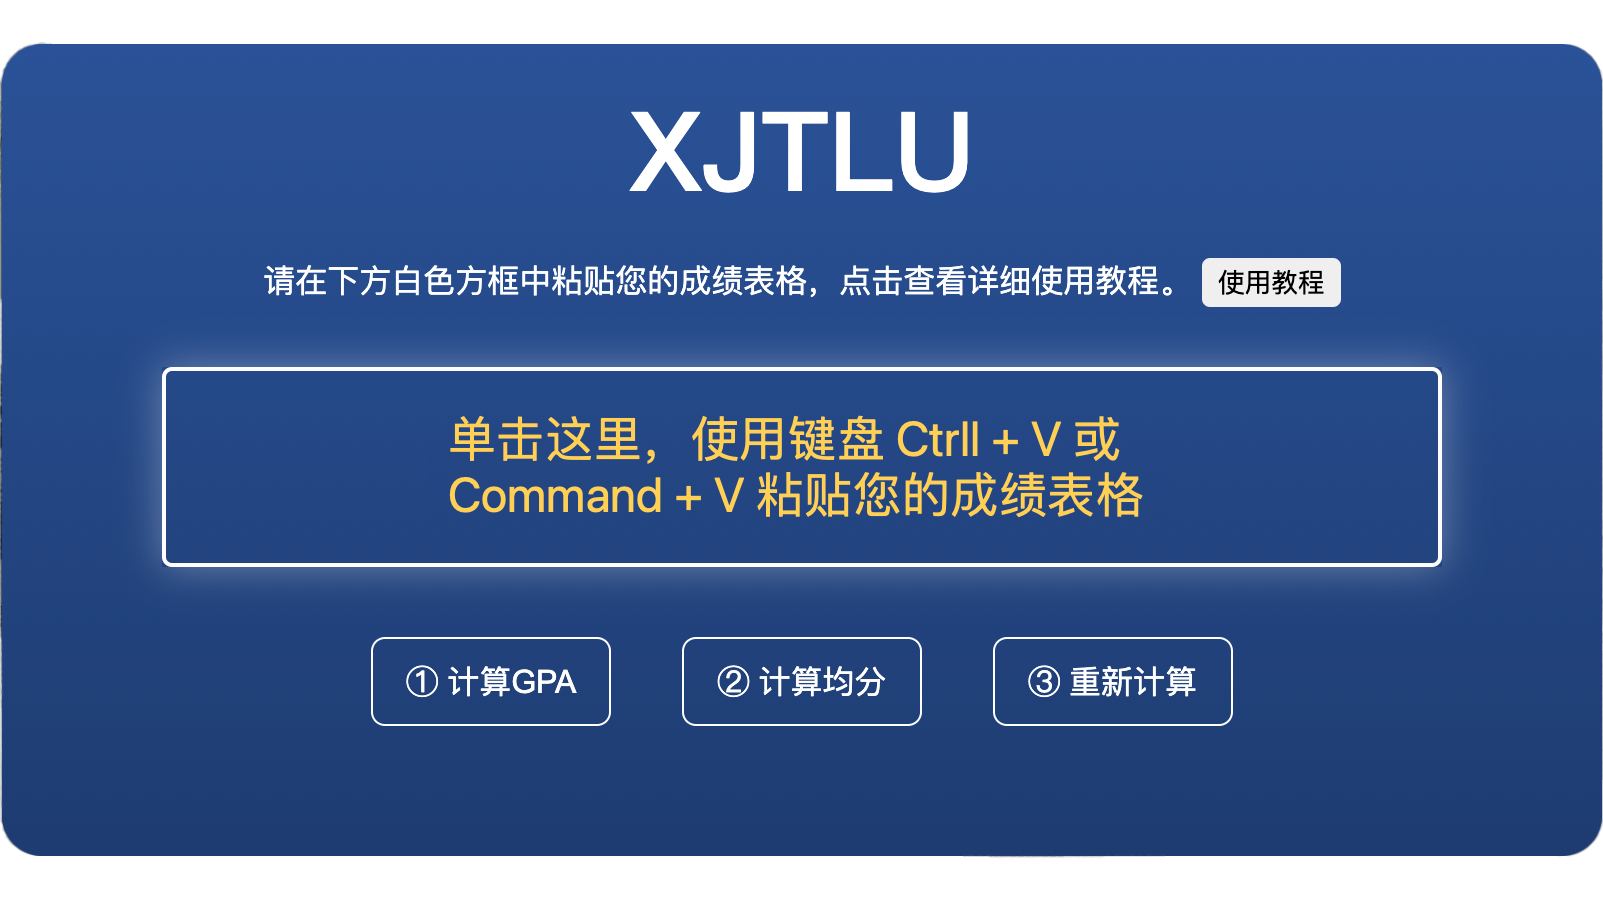 XJTLU
请在下方白色方框中粘贴您的成绩表格，点击查看详细使用教程。 使用教程
单击这里，使用键盘 Ctrll + V 或
Command + V 粘贴您的成绩表格
① 计算GPA ② 计算均分 ③ 重新计算